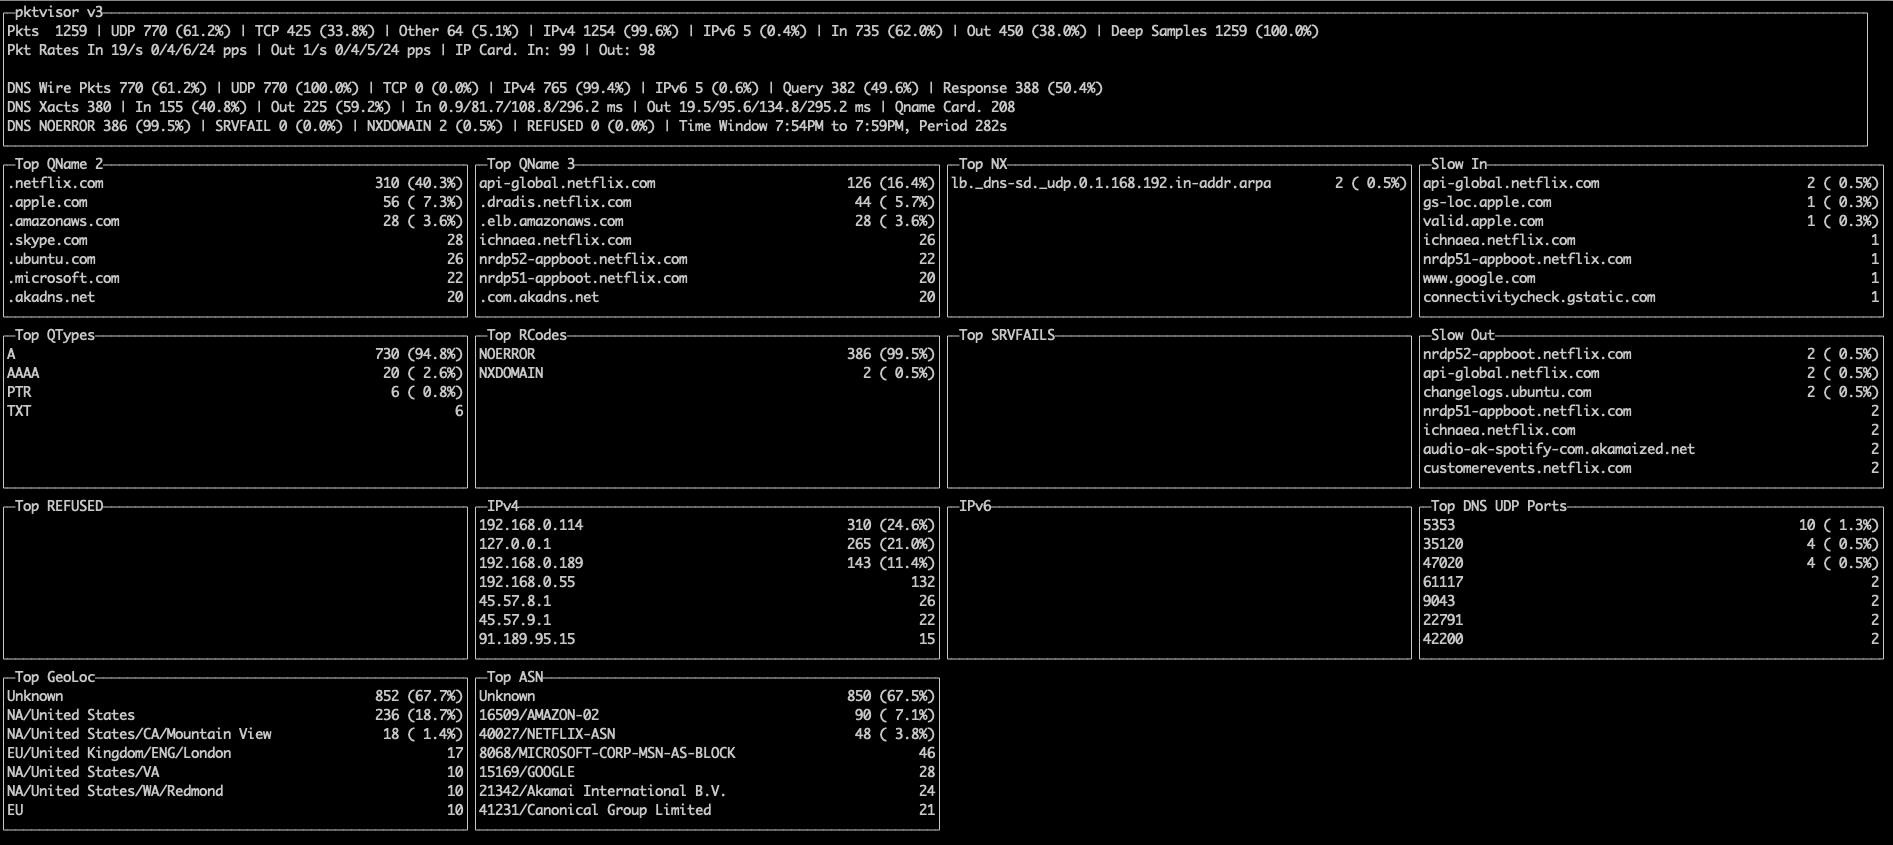 pktvisor v3
Pkts  1259 | UDP 770 (61.2%) | TCP 425 (33.8%) | Other 64 (5.1%) | IPv4 1254 (99.6%) | IPv6 5 (0.4%) | In 735 (62.0%) | Out 450 (38.0%) | Deep Samples 1259 (100.0%)
Pkt Rates In 19/s 0/4/6/24 pps | Out 1/s 0/4/5/24 pps | IP Card. In: 99 | Out: 98
DNS Wire Pkts 770 (61.2%) | UDP 770 (100.0%) | TCP 0 (0.0%) | IPv4 765 (99.4%) | IPv6 5 (0.6%) | Query 382 (49.6%) | Response 388 (50.4%)
DNS Xacts 380 | In 155 (40.8%) | Out 225 (59.2%) | In 0.9/81.7/108.8/296.2 ms | Out 19.5/95.6/134.8/295.2 ms | Qname Card. 208
DNS NOERROR 386 (99.5%) | SRVFAIL 0 (0.0%) | NXDOMAIN 2 (0.5%) | REFUSED 0 (0.0%) | Time Window 7:54PM to 7:59PM, Period 282s
Top QName 2
.netflix.com 310 (40.3%)
.apple.com 56 ( 7.3%)
.amazonaws.com 28 ( 3.6%)
.skype.com 28
.ubuntu.com 26
.microsoft.com 22
.akadns.net 20
Top QName 3
api-global.netflix.com 126 (16.4%)
.dradis.netflix.com 44 ( 5.7%)
.elb.amazonaws.com 28 ( 3.6%)
ichnaea.netflix.com 26
nrdp52-appboot.netflix.com 22
nrdp51-appboot.netflix.com 20
.com.akadns.net 20
Top NX
lb._dns-sd._udp.0.1.168.192.in-addr.arpa 2 ( 0.5%)
Slow In
api-global.netflix.com 2 ( 0.5%)
gs-loc.apple.com 1 ( 0.3%)
valid.apple.com 1 ( 0.3%)
ichnaea.netflix.com 1
nrdp51-appboot.netflix.com 1
www.google.com 1
connectivitycheck.gstatic.com 1
Top QTypes
A 730 (94.8%)
AAAA 20 ( 2.6%)
PTR 6 ( 0.8%)
TXT 6
Top RCodes
NOERROR 386 (99.5%)
NXDOMAIN 2 ( 0.5%)
Top SRVFAILS
Slow Out
nrdp52-appboot.netflix.com 2 ( 0.5%)
api-global.netflix.com 2 ( 0.5%)
changelogs.ubuntu.com 2 ( 0.5%)
nrdp51-appboot.netflix.com 2
ichnaea.netflix.com 2
audio-ak-spotify-com.akamaized.net 2
customerevents.netflix.com 2
Top REFUSED
IPv4
192.168.0.114 310 (24.6%)
127.0.0.1 265 (21.0%)
192.168.0.189 143 (11.4%)
192.168.0.55 132
45.57.8.1 26
45.57.9.1 22
91.189.95.15 15
IPv6
Top DNS UDP Ports
5353 10 ( 1.3%)
35120 4 ( 0.5%)
47020 4 ( 0.5%)
61117 2
9043 2
22791 2
42200 2
Top GeoLoc
Unknown 852 (67.7%)
NA/United States 236 (18.7%)
NA/United States/CA/Mountain View 18 ( 1.4%)
EU/United Kingdom/ENG/London 17
NA/United States/VA 10
NA/United States/WA/Redmond 10
EU 10
Top ASN
Unknown 850 (67.5%)
16509/AMAZON-02 90 ( 7.1%)
40027/NETFLIX-ASN 48 ( 3.8%)
8068/MICROSOFT-CORP-MSN-AS-BLOCK 46
15169/GOOGLE 28
21342/Akamai International B.V. 24
41231/Canonical Group Limited 21